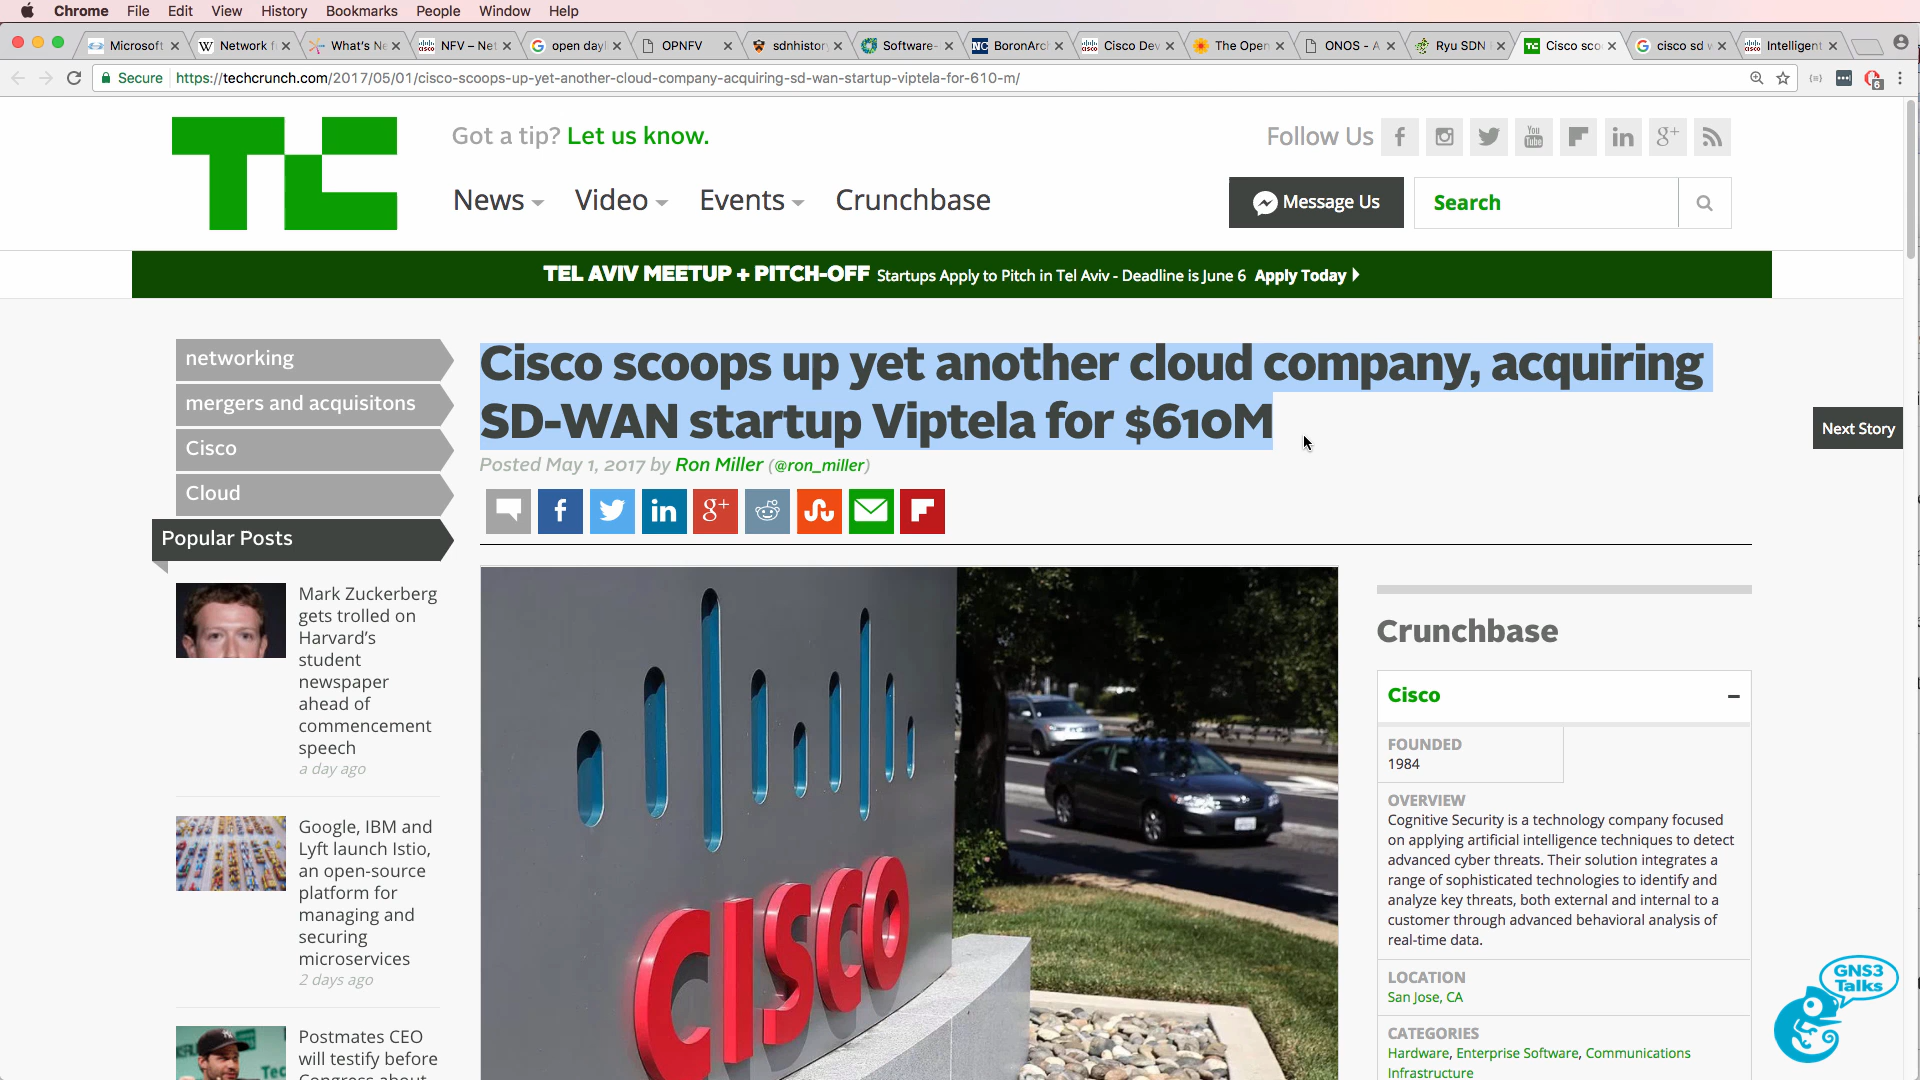 Chrome File Edit View History Bookmarks People Window Help
Microsoft Network f What's Ne NFV – Net open dayl OPNFV sdnhistor Software- BoronArc Cisco Dev The Open ONOS - A Ryu SDN Cisco sco cisco sd w Intelligent
Secure https://techcrunch.com/2017/05/01/cisco-scoops-up-yet-another-cloud-company-acquiring-sd-wan-startup-viptela-for-610-m/
Got a tip? Let us know.
Follow Us
News Video Events Crunchbase
Message Us
Search
TEL AVIV MEETUP + PITCH-OFF Startups Apply to Pitch in Tel Aviv - Deadline is June 6 Apply Today
networking
mergers and acquisitons
Cisco
Cloud
Popular Posts
Cisco scoops up yet another cloud company, acquiring
SD-WAN startup Viptela for $610M
Posted May 1, 2017 by Ron Miller (@ron_miller)
Next Story
Mark Zuckerberg
gets trolled on
Harvard's
student
newspaper
ahead of
commencement
speech
a day ago
Google, IBM and
Lyft launch Istio,
an open-source
platform for
managing and
securing
microservices
2 days ago
Postmates CEO
will testify before
Congress about
CISCO
Crunchbase
Cisco
FOUNDED
1984
OVERVIEW
Cognitive Security is a technology company focused
on applying artificial intelligence techniques to detect
advanced cyber threats. Their solution integrates a
range of sophisticated technologies to identify and
analyze key threats, both external and internal to a
customer through advanced behavioral analysis of
real-time data.
LOCATION
San Jose, CA
CATEGORIES
Hardware, Enterprise Software, Communications
Infrastructure
GNS3
Talks